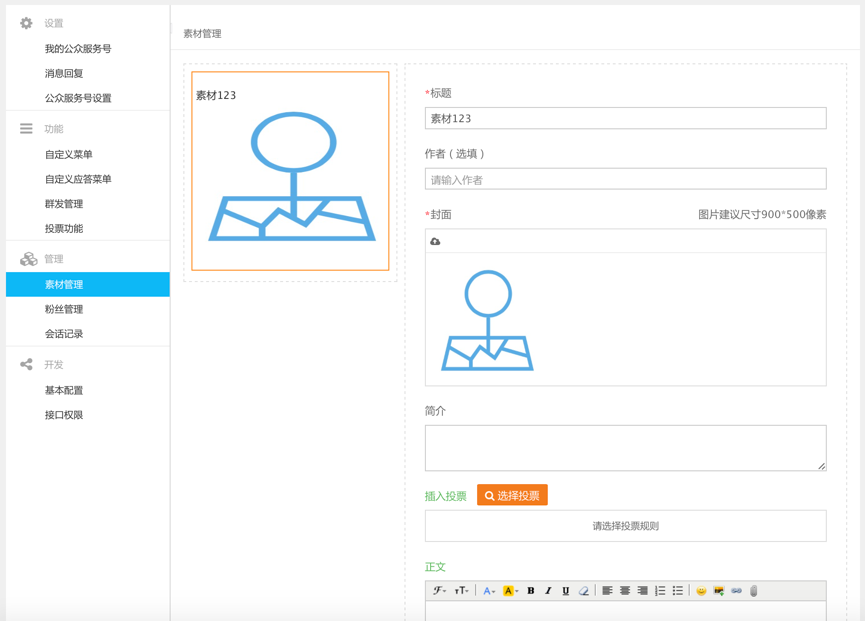 设置
我的公众服务号
消息回复
公众服务号设置
功能
自定义菜单
自定义应答菜单
群发管理
投票功能
管理
素材管理
粉丝管理
会话记录
开发
基本配置
接口权限
素材管理
素材123
*标题
素材123
作者（选填）
请输入作者
*封面 图片建议尺寸900*500像素
简介
插入投票 选择投票
请选择投票规则
正文
ℱ тT A A B I U